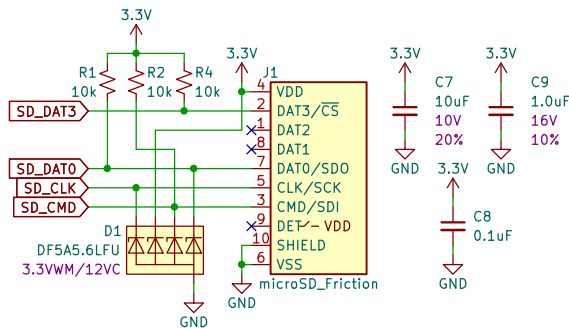 3.3V
R1
10k
R2
10k
R4
10k
3.3V
J1
4 VDD
SD_DAT3
2 DAT3/CS
1 DAT2
8 DAT1
SD_DAT0
7 DAT0/SDO
SD_CLK
5 CLK/SCK
SD_CMD
3 CMD/SDI
9 DET -VDD
10 SHIELD
6 VSS
microSD_Friction
D1
DF5A5.6LFU
3.3VWM/12VC
GND
GND
3.3V
C7
10uF
10V
20%
GND
3.3V
C9
1.0uF
16V
10%
GND
3.3V
C8
0.1uF
GND